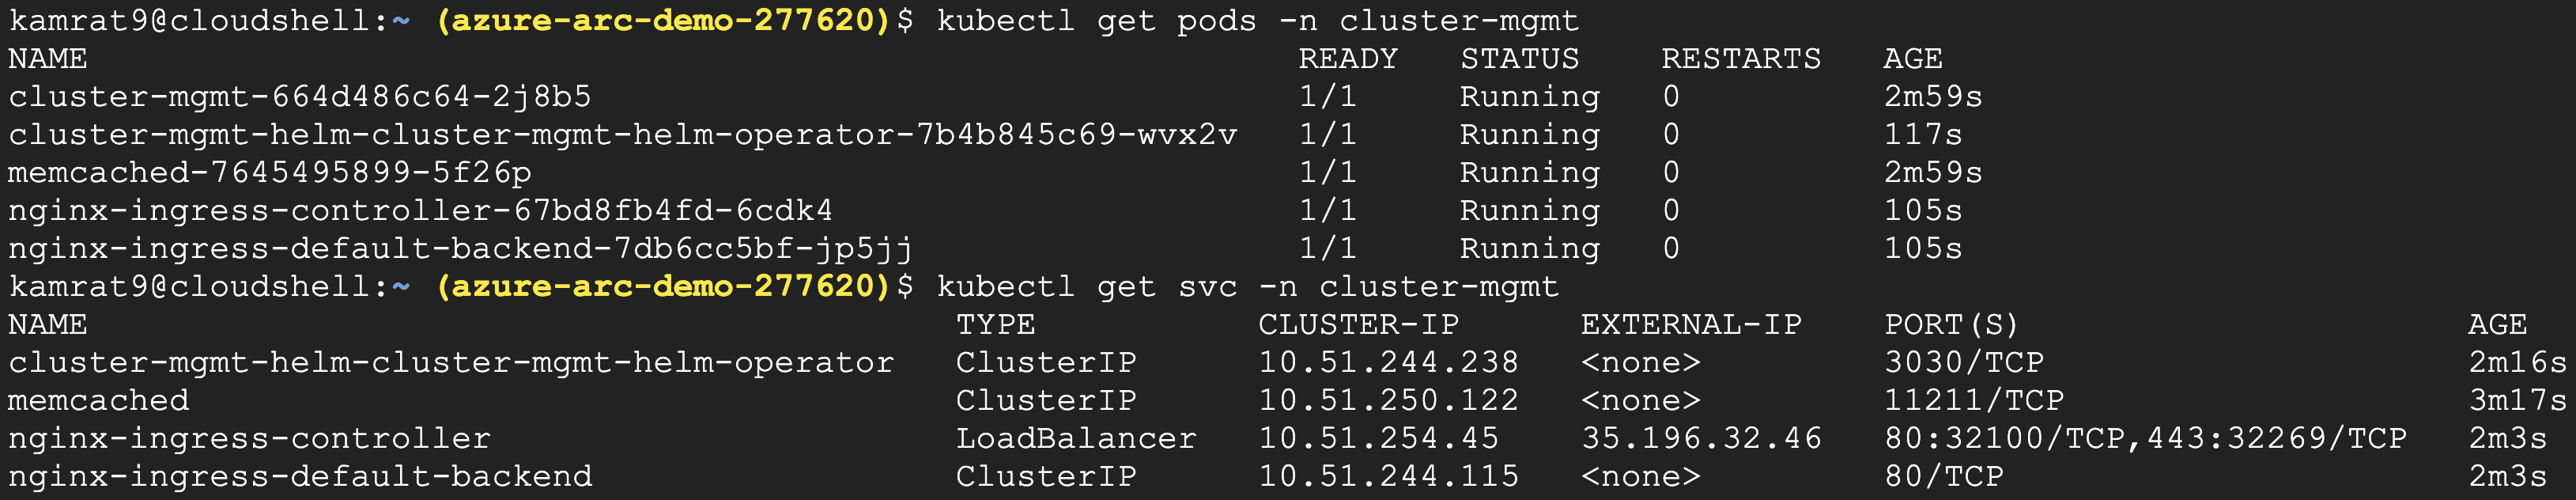 kamrat9@cloudshell:~ (azure-arc-demo-277620)$ kubectl get pods -n cluster-mgmt
NAME READY STATUS RESTARTS AGE
cluster-mgmt-664d486c64-2j8b5 1/1 Running 0 2m59s
cluster-mgmt-helm-cluster-mgmt-helm-operator-7b4b845c69-wvx2v 1/1 Running 0 117s
memcached-7645495899-5f26p 1/1 Running 0 2m59s
nginx-ingress-controller-67bd8fb4fd-6cdk4 1/1 Running 0 105s
nginx-ingress-default-backend-7db6cc5bf-jp5jj 1/1 Running 0 105s
kamrat9@cloudshell:~ (azure-arc-demo-277620)$ kubectl get svc -n cluster-mgmt
NAME TYPE CLUSTER-IP EXTERNAL-IP PORT(S) AGE
cluster-mgmt-helm-cluster-mgmt-helm-operator ClusterIP 10.51.244.238 <none> 3030/TCP 2m16s
memcached ClusterIP 10.51.250.122 <none> 11211/TCP 3m17s
nginx-ingress-controller LoadBalancer 10.51.254.45 35.196.32.46 80:32100/TCP,443:32269/TCP 2m3s
nginx-ingress-default-backend ClusterIP 10.51.244.115 <none> 80/TCP 2m3s